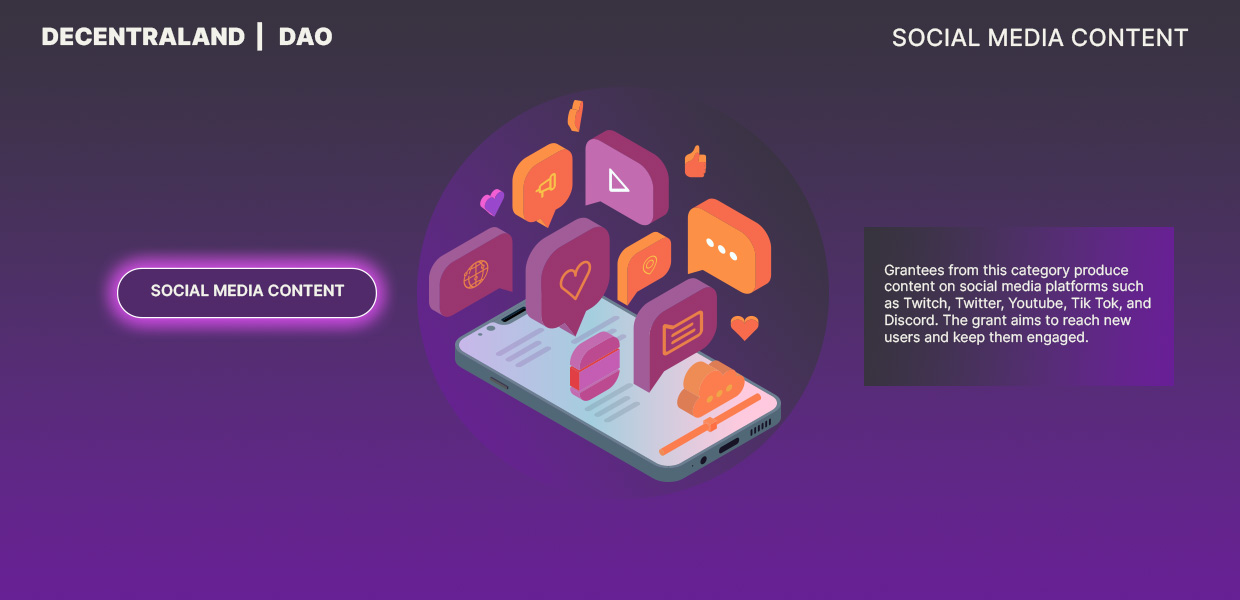 DECENTRALAND | DAO
SOCIAL MEDIA CONTENT
SOCIAL MEDIA CONTENT
Grantees from this category produce
content on social media platforms such
as Twitch, Twitter, Youtube, Tik Tok, and
Discord. The grant aims to reach new
users and keep them engaged.